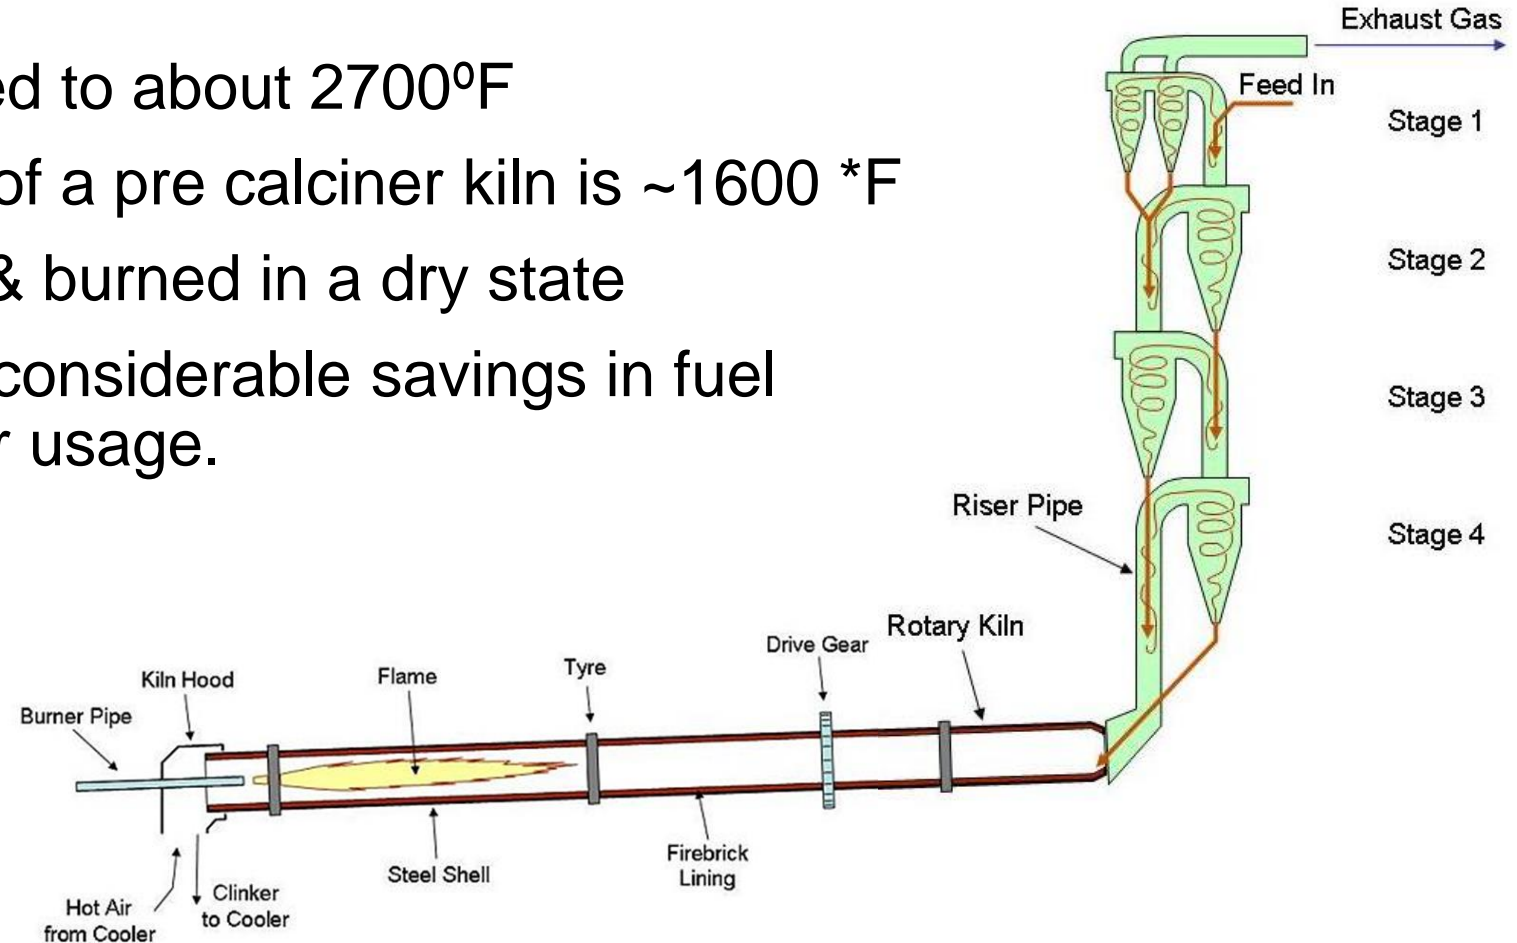 ed to about 2700ºF
of a pre calciner kiln is ~1600 *F
& burned in a dry state
considerable savings in fuel
r usage.
Exhaust Gas
Feed In
Stage 1
Stage 2
Stage 3
Stage 4
Riser Pipe
Rotary Kiln
Drive Gear
Tyre
Flame
Kiln Hood
Burner Pipe
Steel Shell
Firebrick
Lining
Clinker
to Cooler
Hot Air
from Cooler